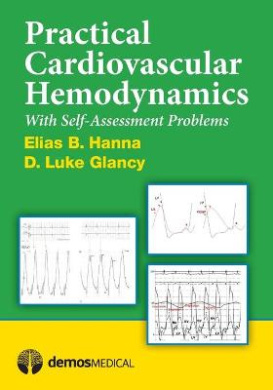 Practical
Cardiovascular
Hemodynamics
With Self-Assessment Problems
Elias B. Hanna
D. Luke Glancy
demosMEDICAL